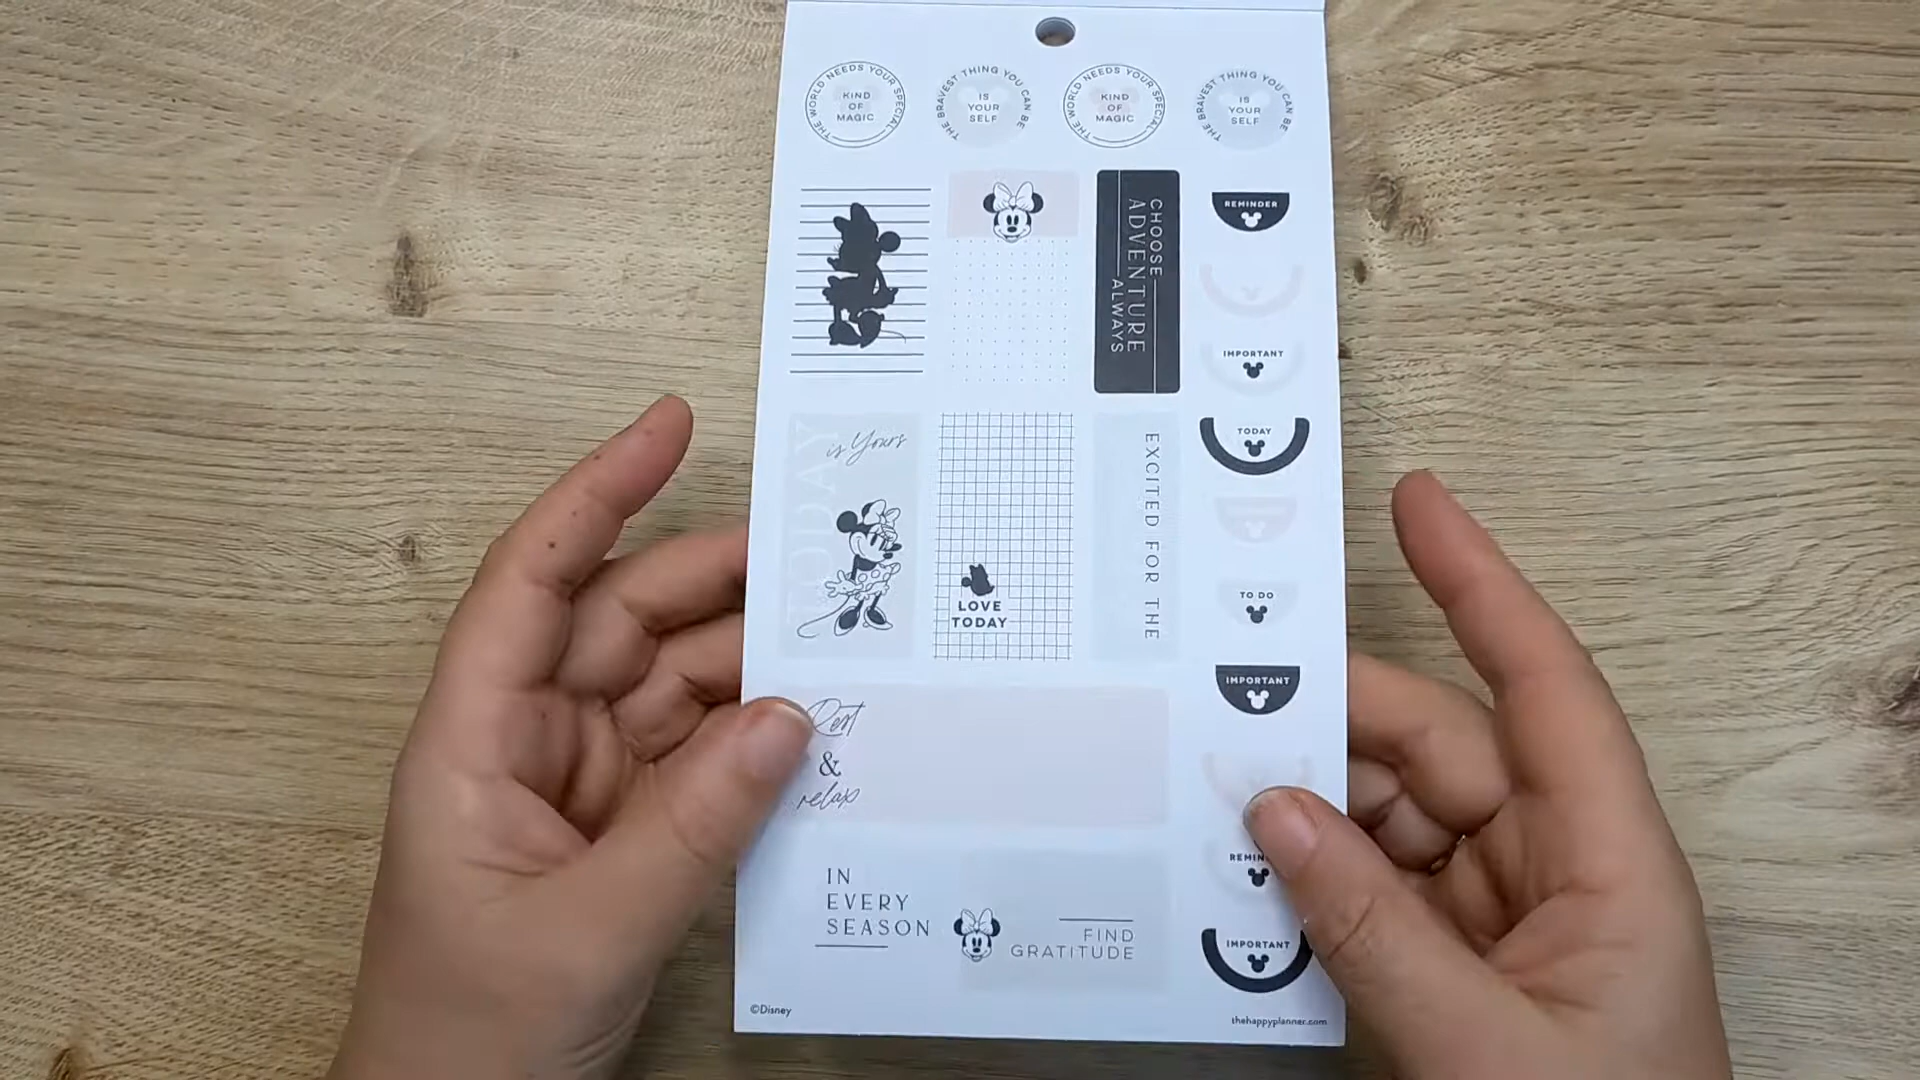 THE WORLD NEEDS YOUR SPECIAL
KIND
OF
MAGIC
THE BRAVEST THING YOU CAN BE
IS
YOUR
SELF
THE WORLD NEEDS YOUR SPECIAL
KIND
OF
MAGIC
THE BRAVEST THING YOU CAN BE
IS
YOUR
SELF
CHOOSE
ADVENTURE
ALWAYS
REMINDER
IMPORTANT
TODAY
TODAY
is Yours
LOVE
TODAY
EXCITED FOR THE
TO DO
IMPORTANT
Rest
&
relax
REMIN
IN
EVERY
SEASON
FIND
GRATITUDE
IMPORTANT
©Disney
thehappyplanner.com